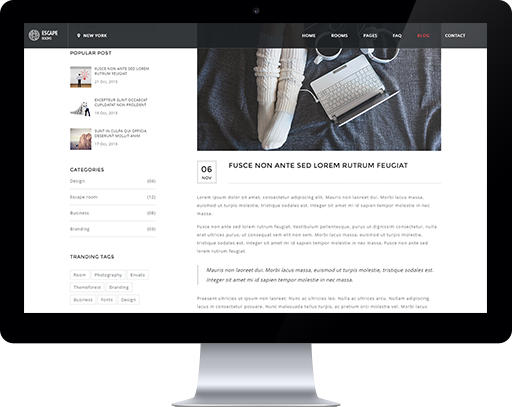 ESCAPE
ROOMS
NEW YORK
HOME ROOMS PAGES FAQ BLOG CONTACT
POPULAR POST
FUSCE NON ANTE SED LOREM
RUTRUM FEUGIAT
21 Oct, 2015
EXCEPTEUR SUNT OCCAECAT
CUPIDATAT NON PROIDENT
19 Oct, 2015
SUNT IN CULPA QUI OFFICIA
DESERUNT MOLLIT ANIM
17 Oct, 2015
CATEGORIES
Design (06)
Escape room (12)
Business (08)
Branding (03)
TRANDING TAGS
Room Photography Envato
Themeforest Branding
Business Fonts Design
06
NOV
FUSCE NON ANTE SED LOREM RUTRUM FEUGIAT
Lorem ipsum dolor sit amet, consectetur adipiscing elit. Mauris non laoreet dui. Morbi lacus massa,
euismod ut turpis molestie, tristique sodales est. Integer sit amet mi id sapien tempor molestie in nec
massa.
Fusce non ante sed lorem rutrum feugiat. Vestibulum pellentesque, purus ut dignissim consectetur, nulla
erat ultrices purus, ut consequat sem elit non sem. Morbi lacus massa, euismod ut turpis molestie,
tristique sodales est. Integer sit amet mi id sapien tempor molestie in nec massa. Fusce non ante sed
lorem rutrum feugiat.
Mauris non laoreet dui. Morbi lacus massa, euismod ut turpis molestie, tristique sodales est.
Integer sit amet mi id sapien tempor molestie in nec massa.
Praesent ultricies ut ipsum non laoreet. Nunc ac ultricies leo. Nulla ac ultrices arcu. Nullam adipiscing
lacus in consectetur posuere. Nunc malesuada tellus turpis, ac pretium orci molestie vel. Morbi lacus
massa, euismod ut turpis molestie, tristique sodales est. Integer sit amet mi id sapien tempor